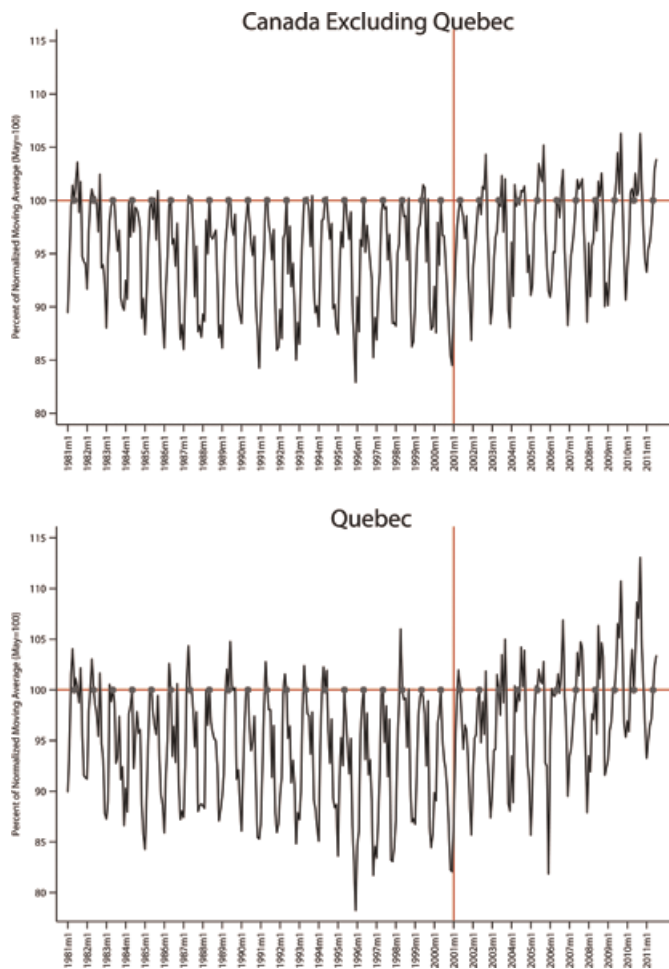 Canada Excluding Quebec
Percent of Normalized Moving Average (May=100)
115
110
105
100
95
90
85
80
1981m1
1982m1
1983m1
1984m1
1985m1
1986m1
1987m1
1988m1
1989m1
1990m1
1991m1
1992m1
1993m1
1994m1
1995m1
1996m1
1997m1
1998m1
1999m1
2000m1
2001m1
2002m1
2003m1
2004m1
2005m1
2006m1
2007m1
2008m1
2009m1
2010m1
2011m1
Quebec
Percent of Normalized Moving Average (May=100)
115
110
105
100
95
90
85
80
1981m1
1982m1
1983m1
1984m1
1985m1
1986m1
1987m1
1988m1
1989m1
1990m1
1991m1
1992m1
1993m1
1994m1
1995m1
1996m1
1997m1
1998m1
1999m1
2000m1
2001m1
2002m1
2003m1
2004m1
2005m1
2006m1
2007m1
2008m1
2009m1
2010m1
2011m1